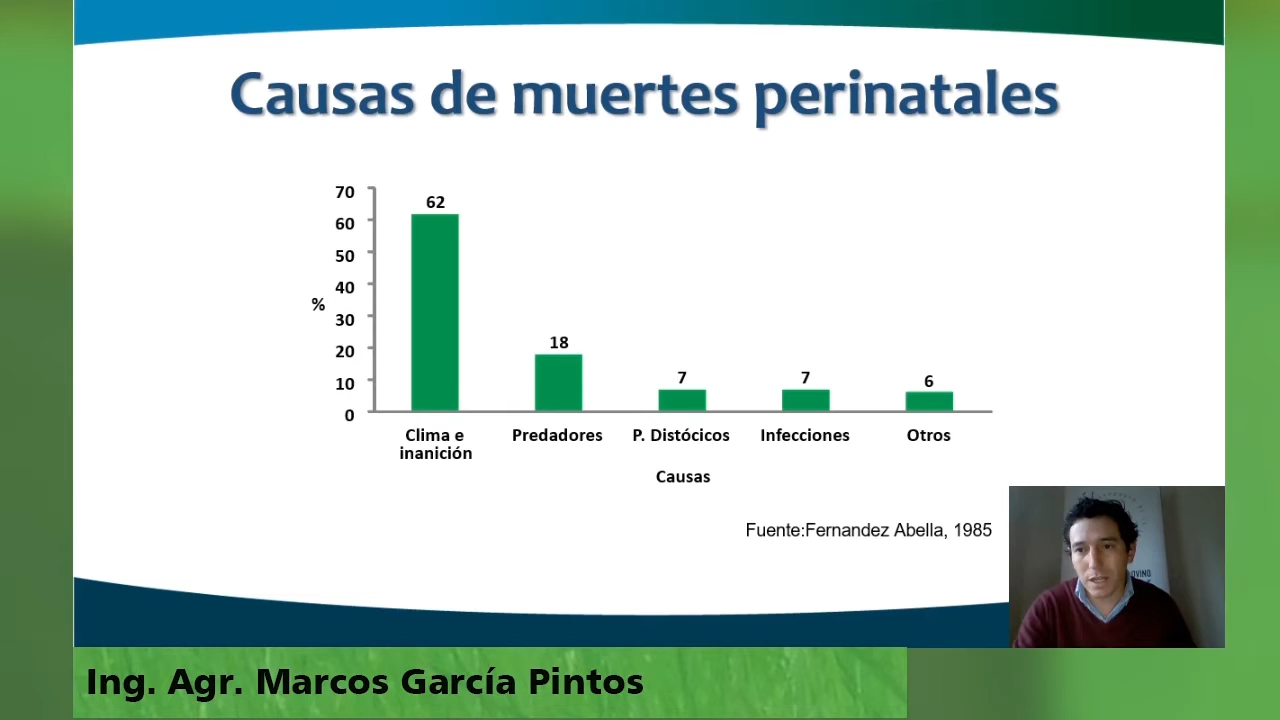 Causas de muertes perinatales
70
60
50
40
30
20
10
0
%
62
18
7
7
6
Clima e
inanición
Predadores
P. Distócicos
Infecciones
Otros
Causas
Fuente:Fernandez Abella, 1985
Ing. Agr. Marcos García Pintos